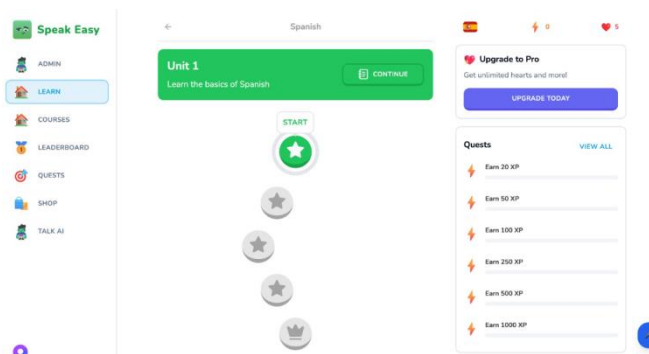 Speak Easy
ADMIN
LEARN
COURSES
LEADERBOARD
QUESTS
SHOP
TALK AI
Spanish
Unit 1
Learn the basics of Spanish
CONTINUE
START
0
5
Upgrade to Pro
Get unlimited hearts and more!
UPGRADE TODAY
Quests
VIEW ALL
Earn 20 XP
Earn 50 XP
Earn 100 XP
Earn 250 XP
Earn 500 XP
Earn 1000 XP